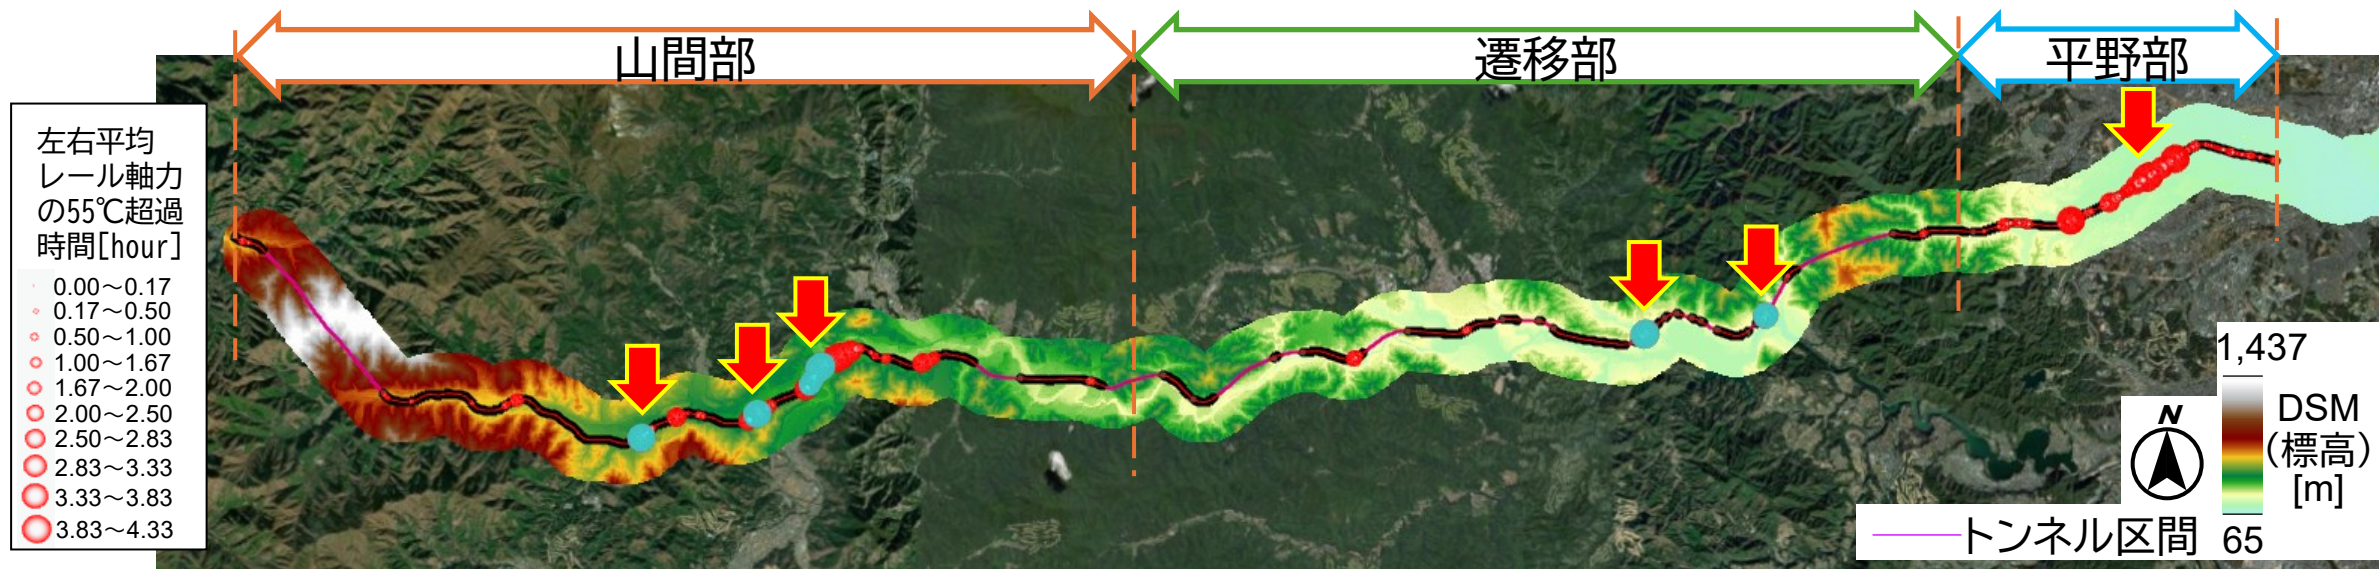 山間部
遷移部
平野部
左右平均
レール軸力
の55℃超過
時間[hour]
0.00～0.17
0.17～0.50
0.50～1.00
1.00～1.67
1.67～2.00
2.00～2.50
2.50～2.83
2.83～3.33
3.33～3.83
3.83～4.33
1,437
DSM
(標高)
[m]
65
N
トンネル区間